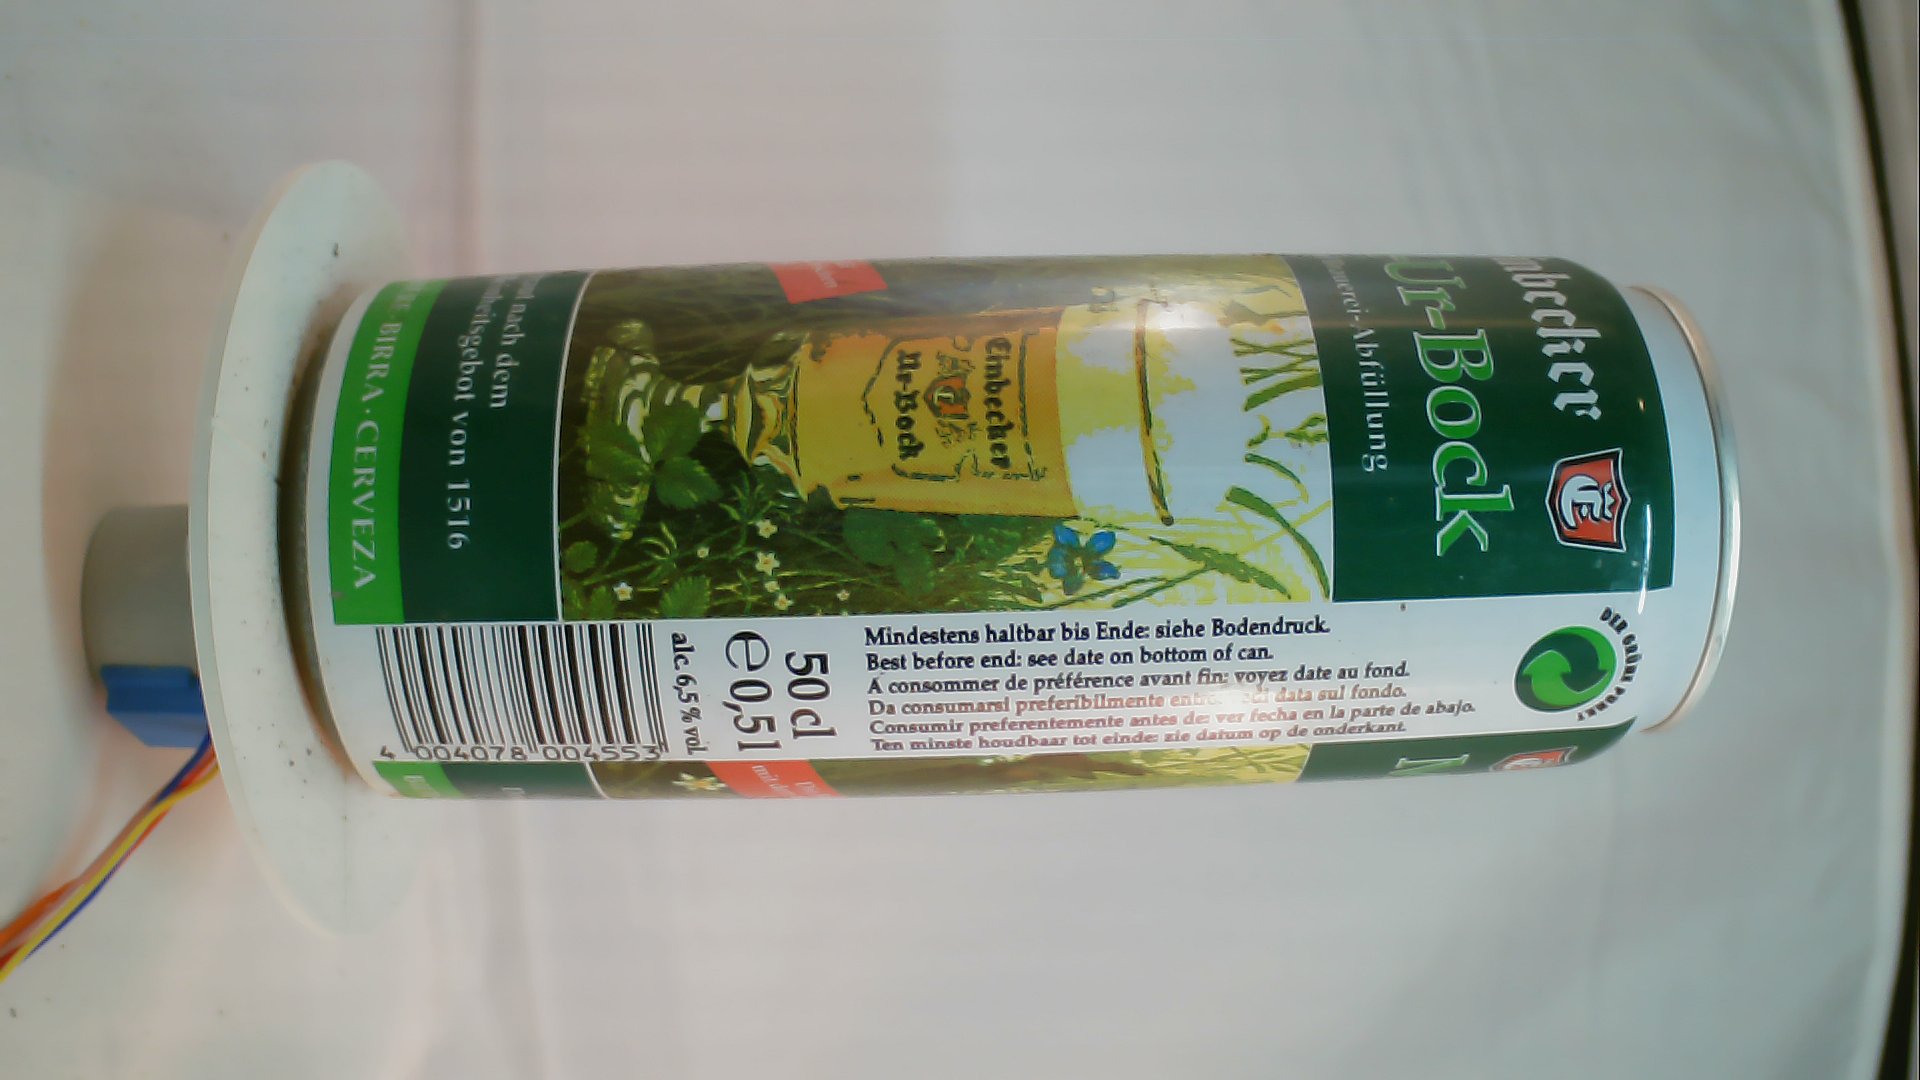 Ur-Bock
Einbecker
Ur-Bock
nach dem
von 1516
BIRRA · CERVEZA
Mindestens haltbar bis Ende: siehe Bodendruck.
Best before end: see date on bottom of can.
A consommer de préférence avant fin: voyez date au fond.
Da consumarsi preferibilmente data sul fondo.
Consumir preferentemente antes de: ver fecha en la parte de abajo.
Ten minste houdbaar tot einde: zie datum op de onderkant.
50 cl
e 0,5 l
alc. 6,5 % vol.
4 004078 004553
DER GRÜNE PUNKT